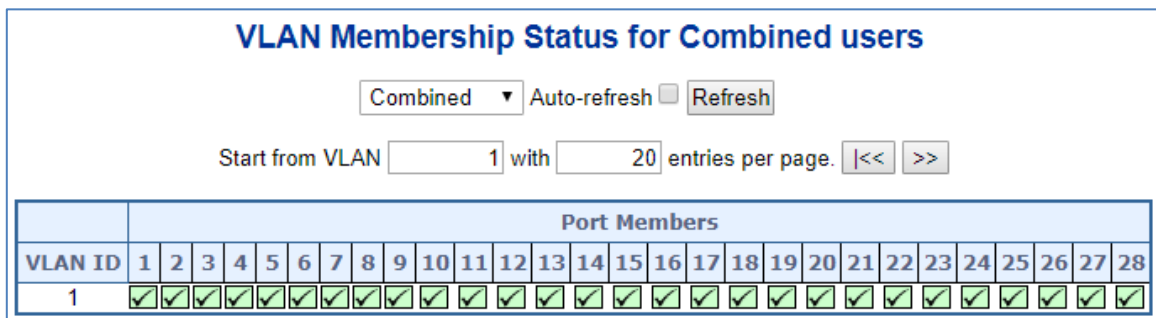 VLAN Membership Status for Combined users
Combined Auto-refresh Refresh
Start from VLAN 1 with 20 entries per page. |<< >>
Port Members
VLAN ID 1 2 3 4 5 6 7 8 9 10 11 12 13 14 15 16 17 18 19 20 21 22 23 24 25 26 27 28
1